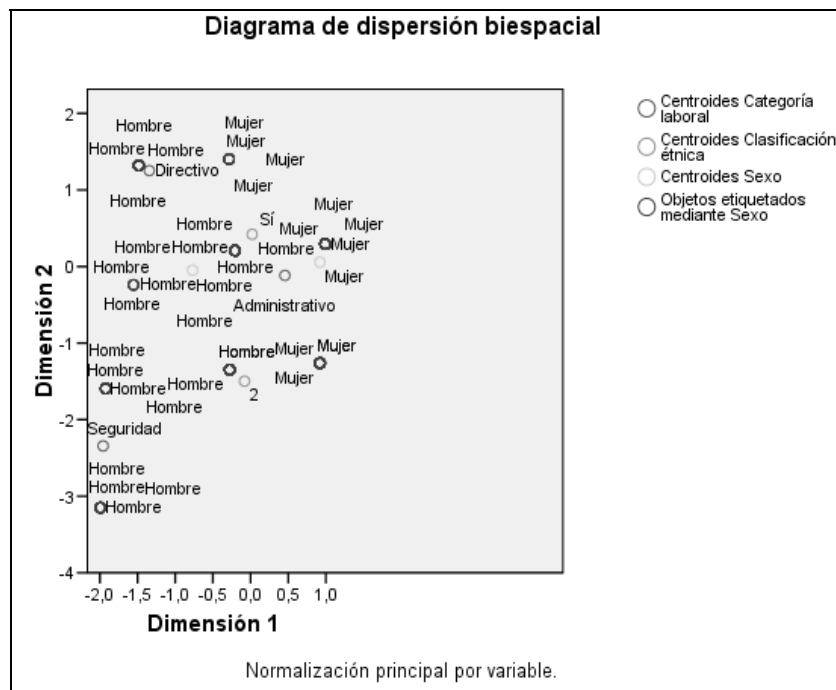 Diagrama de dispersión biespacial
Centroides Categoría
laboral
Centroides Clasificación
étnica
Centroides Sexo
Objetos etiquetados
mediante Sexo
Dimensión 2
2
1
0
-1
-2
-3
-4
Hombre Mujer
Mujer
Hombre Hombre
Mujer
Directivo
Mujer
Hombre Mujer
Sí
Hombre Mujer Mujer
Hombre Hombre Hombre Mujer
Hombre Hombre
Mujer
Hombre Hombre
Hombre Administrativo
Hombre
Hombre Hombre Mujer Mujer
Hombre
Hombre Hombre Mujer
2
Hombre
Seguridad
Hombre
Hombre Hombre
Hombre
-2,0 -1,5 -1,0 -0,5 0,0 0,5 1,0
Dimensión 1
Normalización principal por variable.